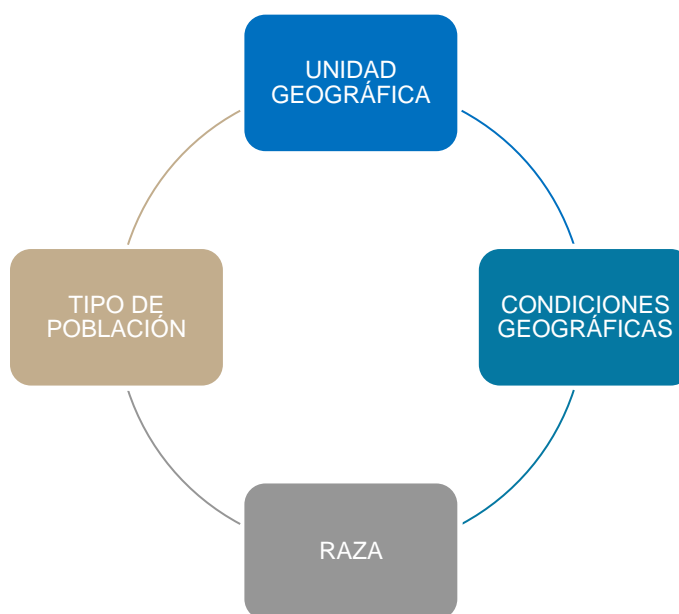 UNIDAD
GEOGRÁFICA
TIPO DE
POBLACIÓN
CONDICIONES
GEOGRÁFICAS
RAZA